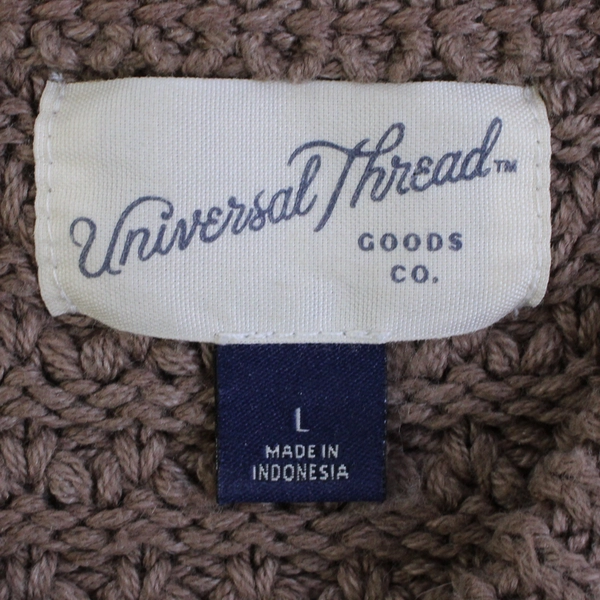 Universal Thread™
GOODS
CO.
L
MADE IN
INDONESIA